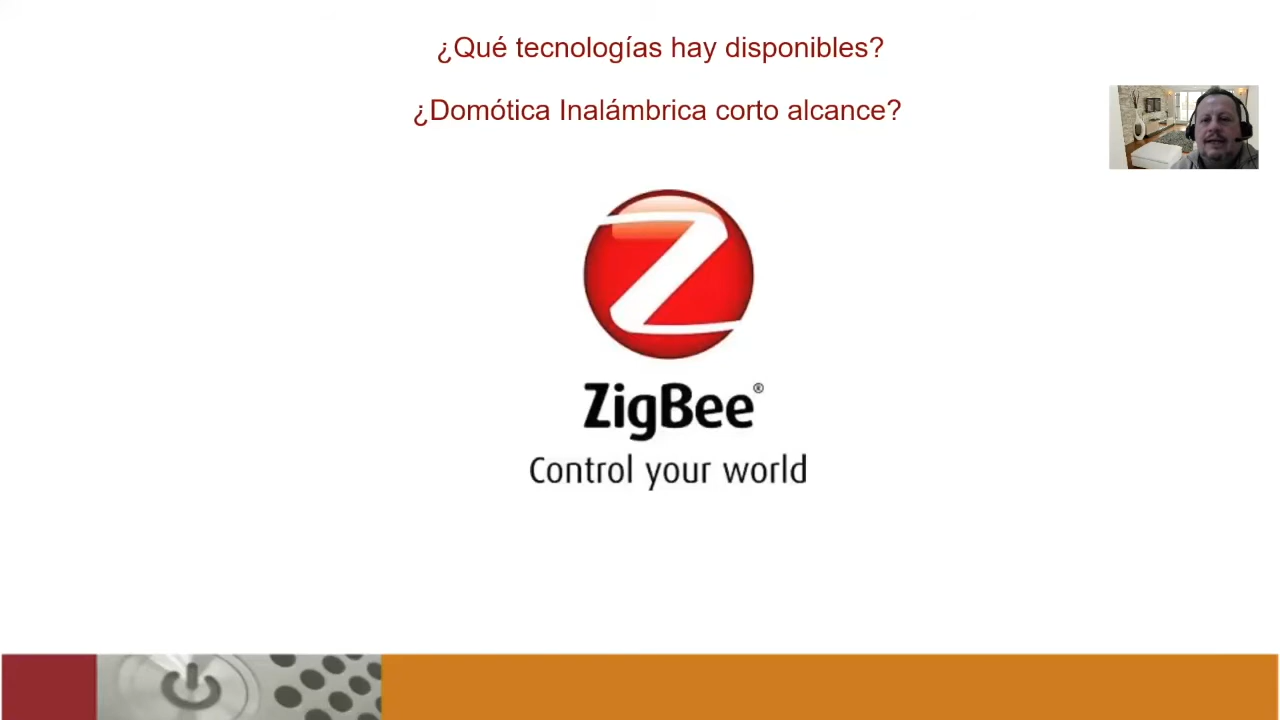 ¿Qué tecnologías hay disponibles?
¿Domótica Inalámbrica corto alcance?
ZigBee®
Control your world